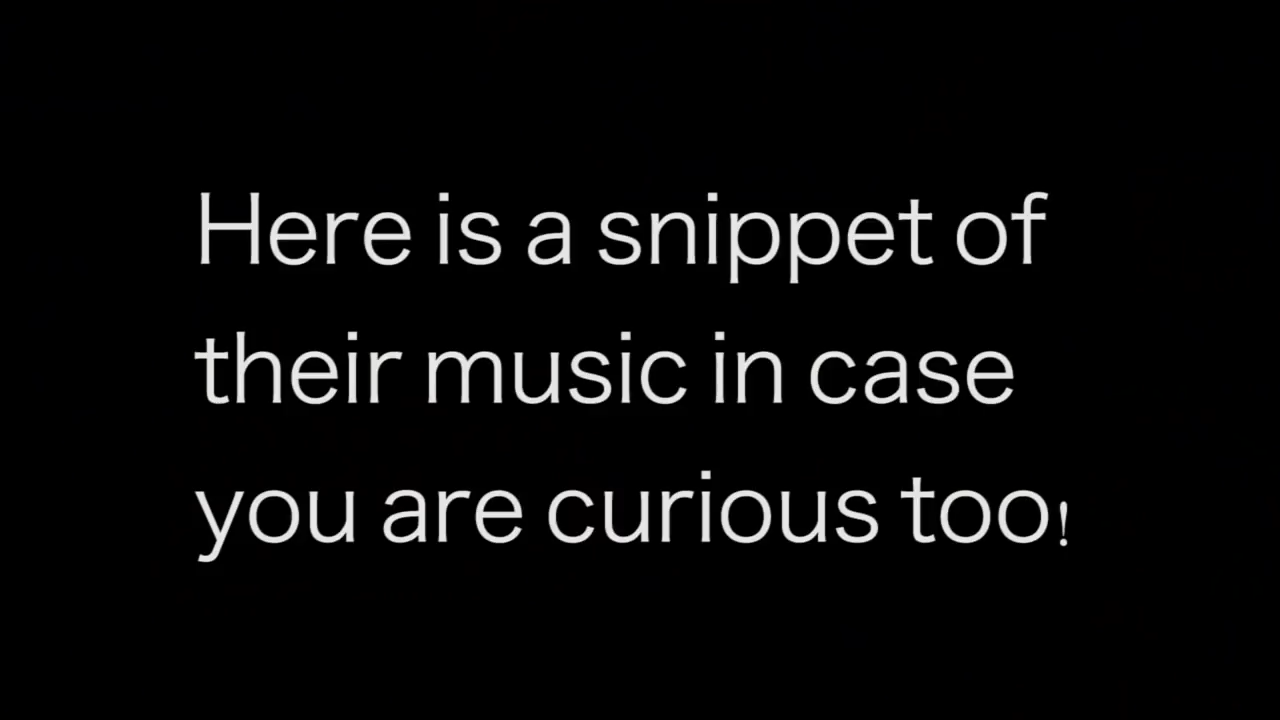 Here is a snippet of
their music in case
you are curious too!